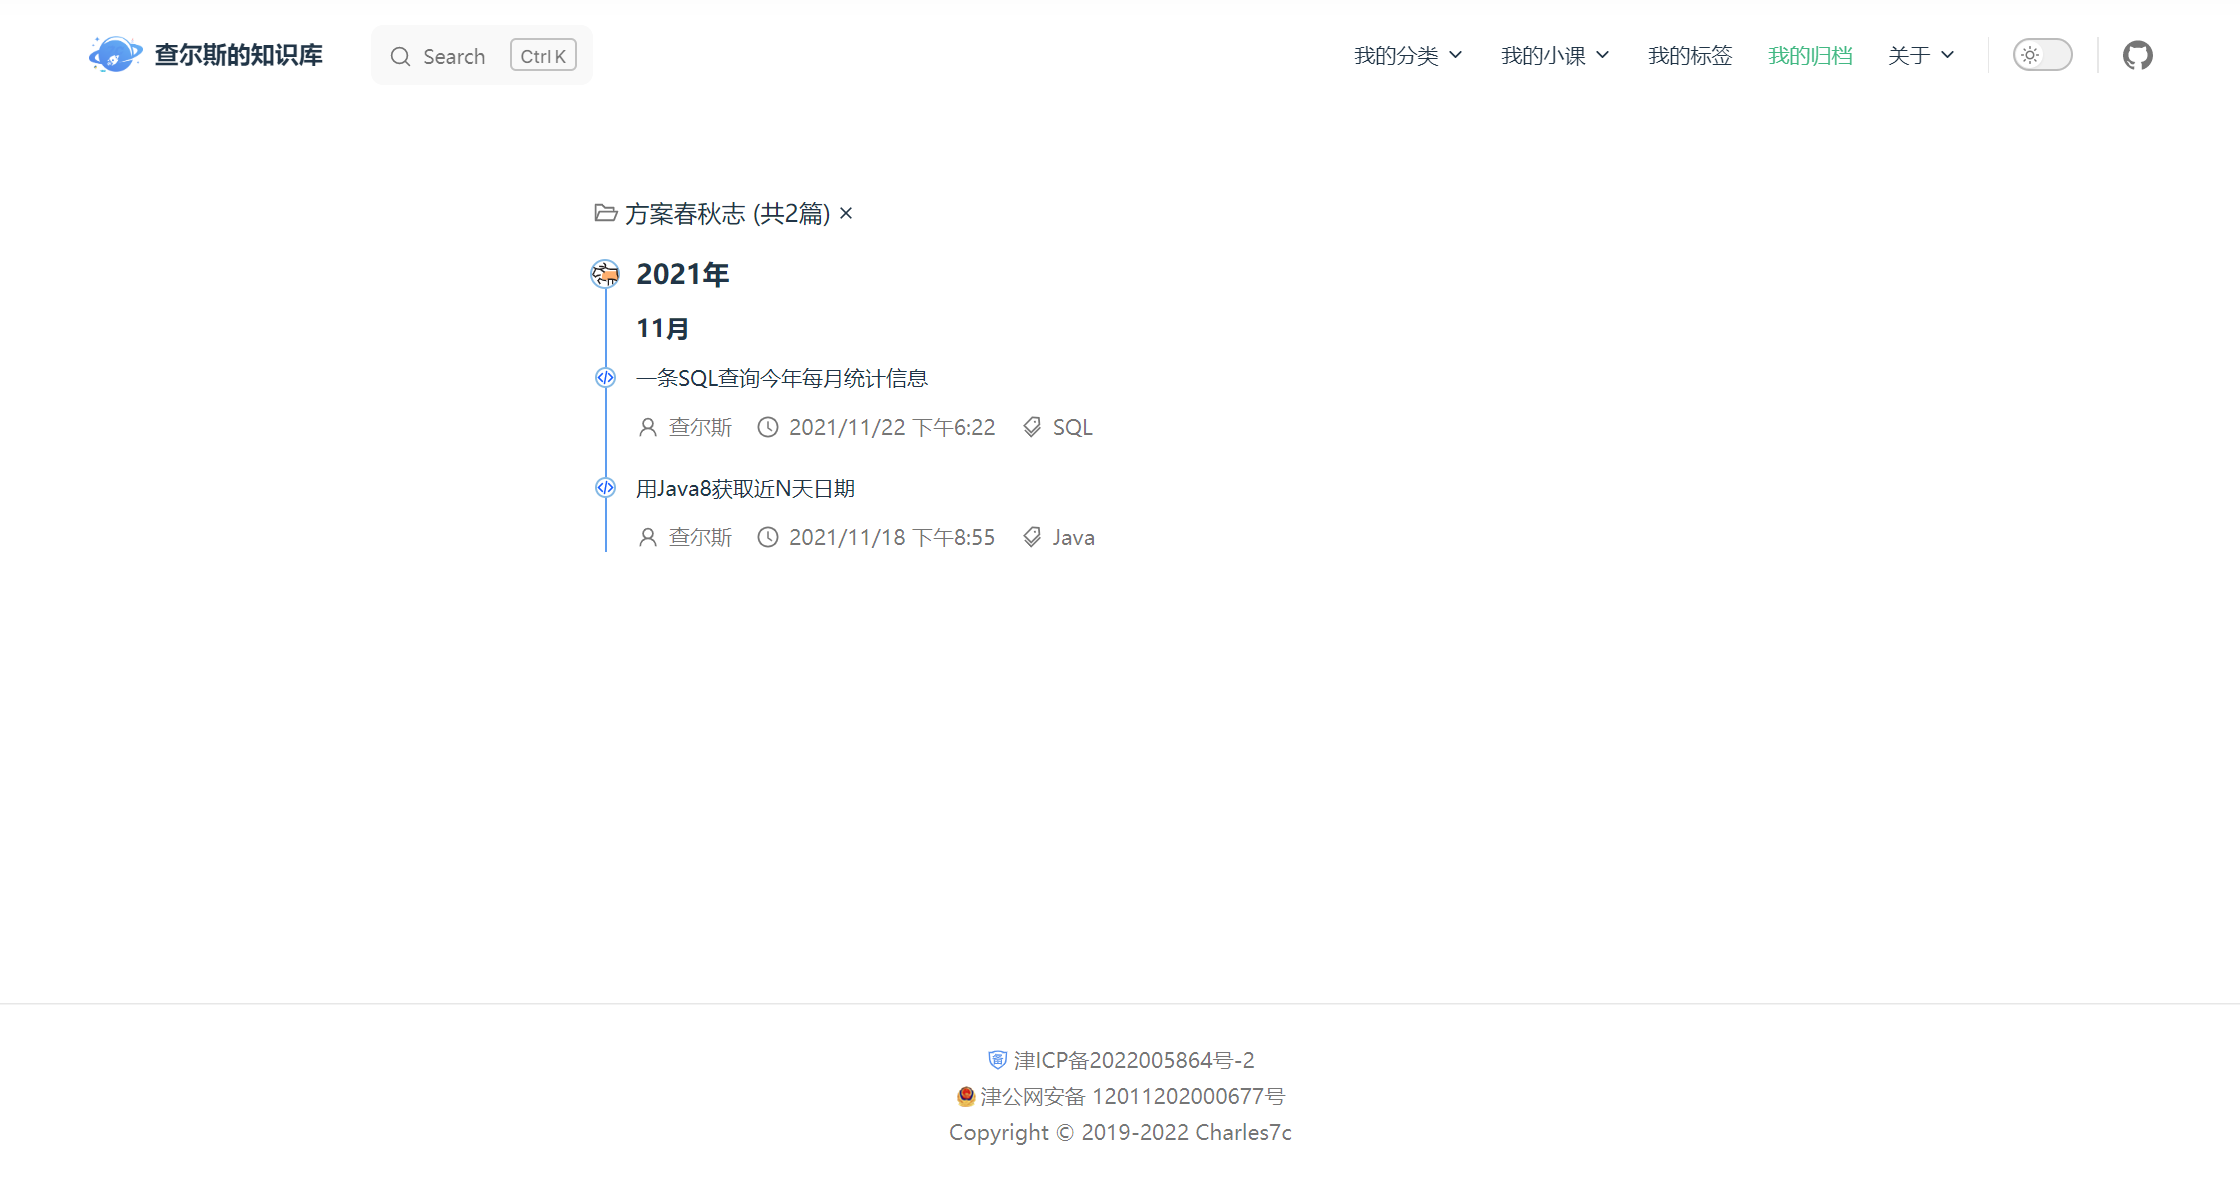 查尔斯的知识库 Search Ctrl K 我的分类 我的小课 我的标签 我的归档 关于
方案春秋志 (共2篇) ×
2021年
11月
一条SQL查询今年每月统计信息
查尔斯 2021/11/22 下午6:22 SQL
用Java8获取近N天日期
查尔斯 2021/11/18 下午8:55 Java
津ICP备2022005864号-2
津公网安备 12011202000677号
Copyright © 2019-2022 Charles7c